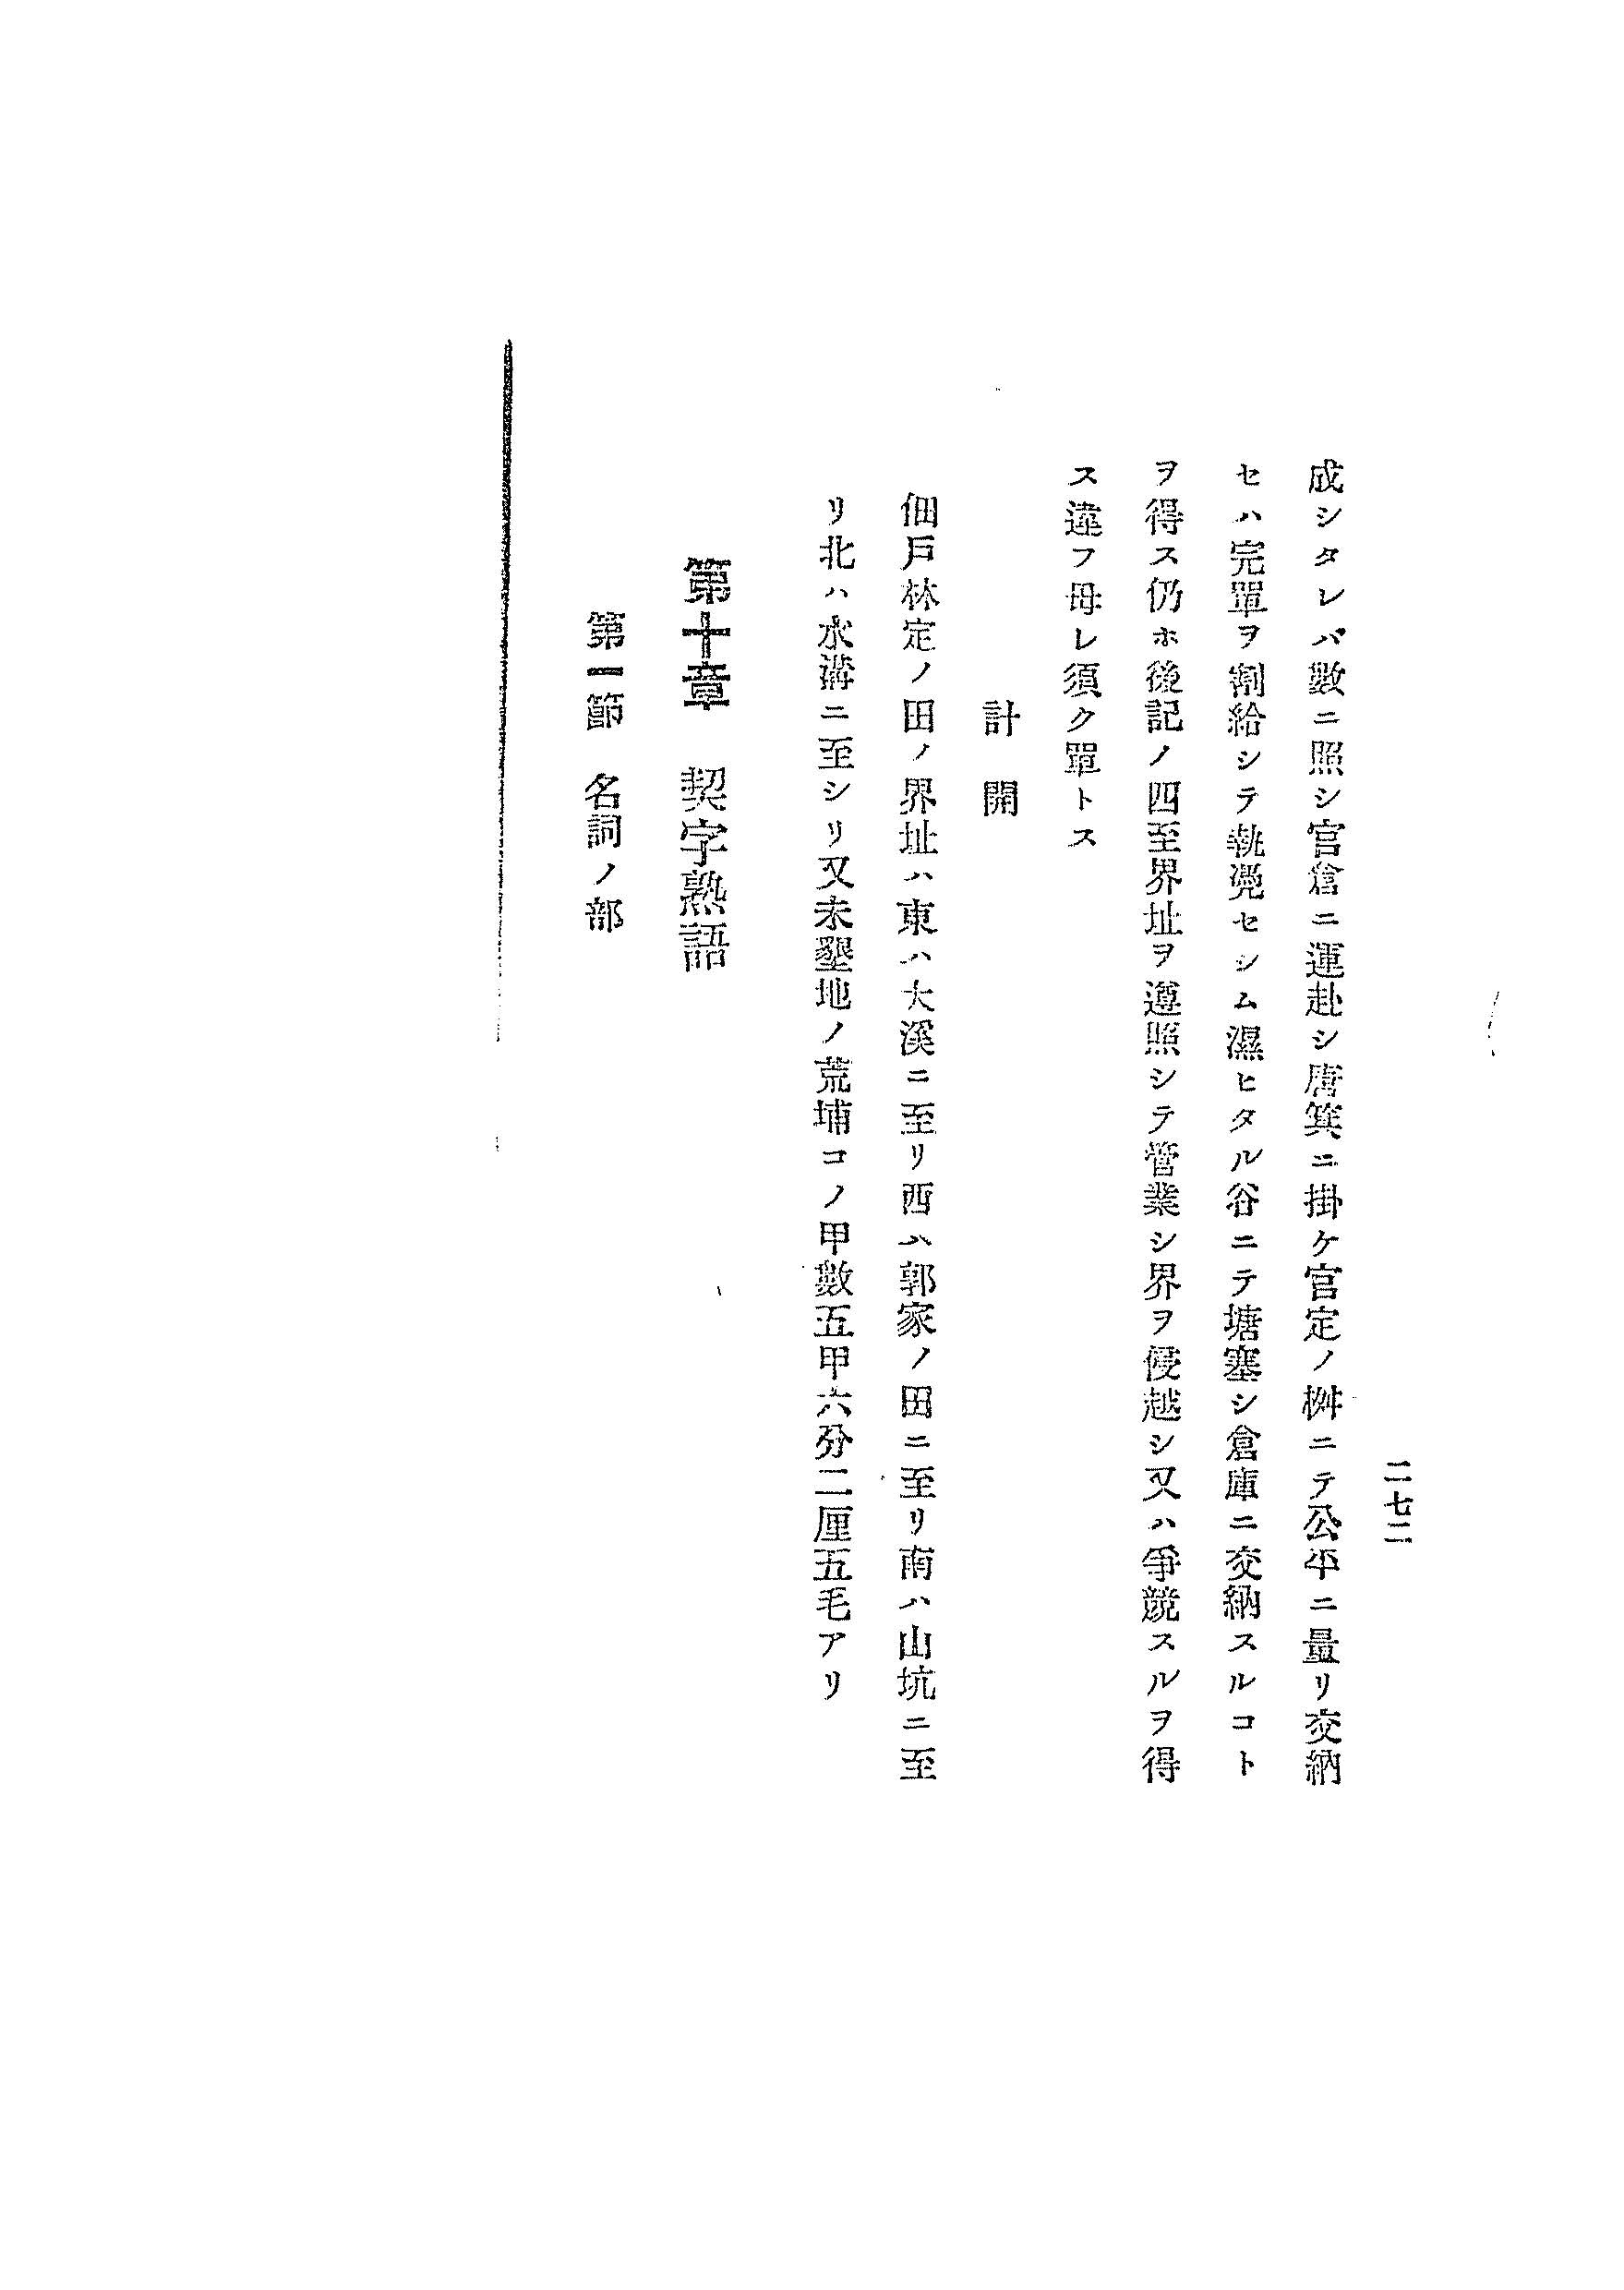 二七二
成シタレバ數ニ照シ官倉ニ運赴シ唐箕ニ掛ケ官定ノ桝ニテ公平ニ量リ交納
セハ完單ヲ割給シテ執凴セシム濕ヒタル谷ニテ塘塞シ倉庫ニ交納スルコト
ヲ得ス仍ホ後記ノ四至界址ヲ遵照シテ管業シ界ヲ侵越シ又ハ爭競スルヲ得
ス違フ毋レ須ク單トス
計開
佃戸林定ノ田ノ界址ハ東ハ大溪ニ至リ西ハ郭家ノ田ニ至リ南ハ山坑ニ至
リ北ハ水溝ニ至シリ又未墾地ノ荒埔コノ甲數五甲六分二厘五毛アリ
第十章 契字熟語
第一節 名詞ノ部